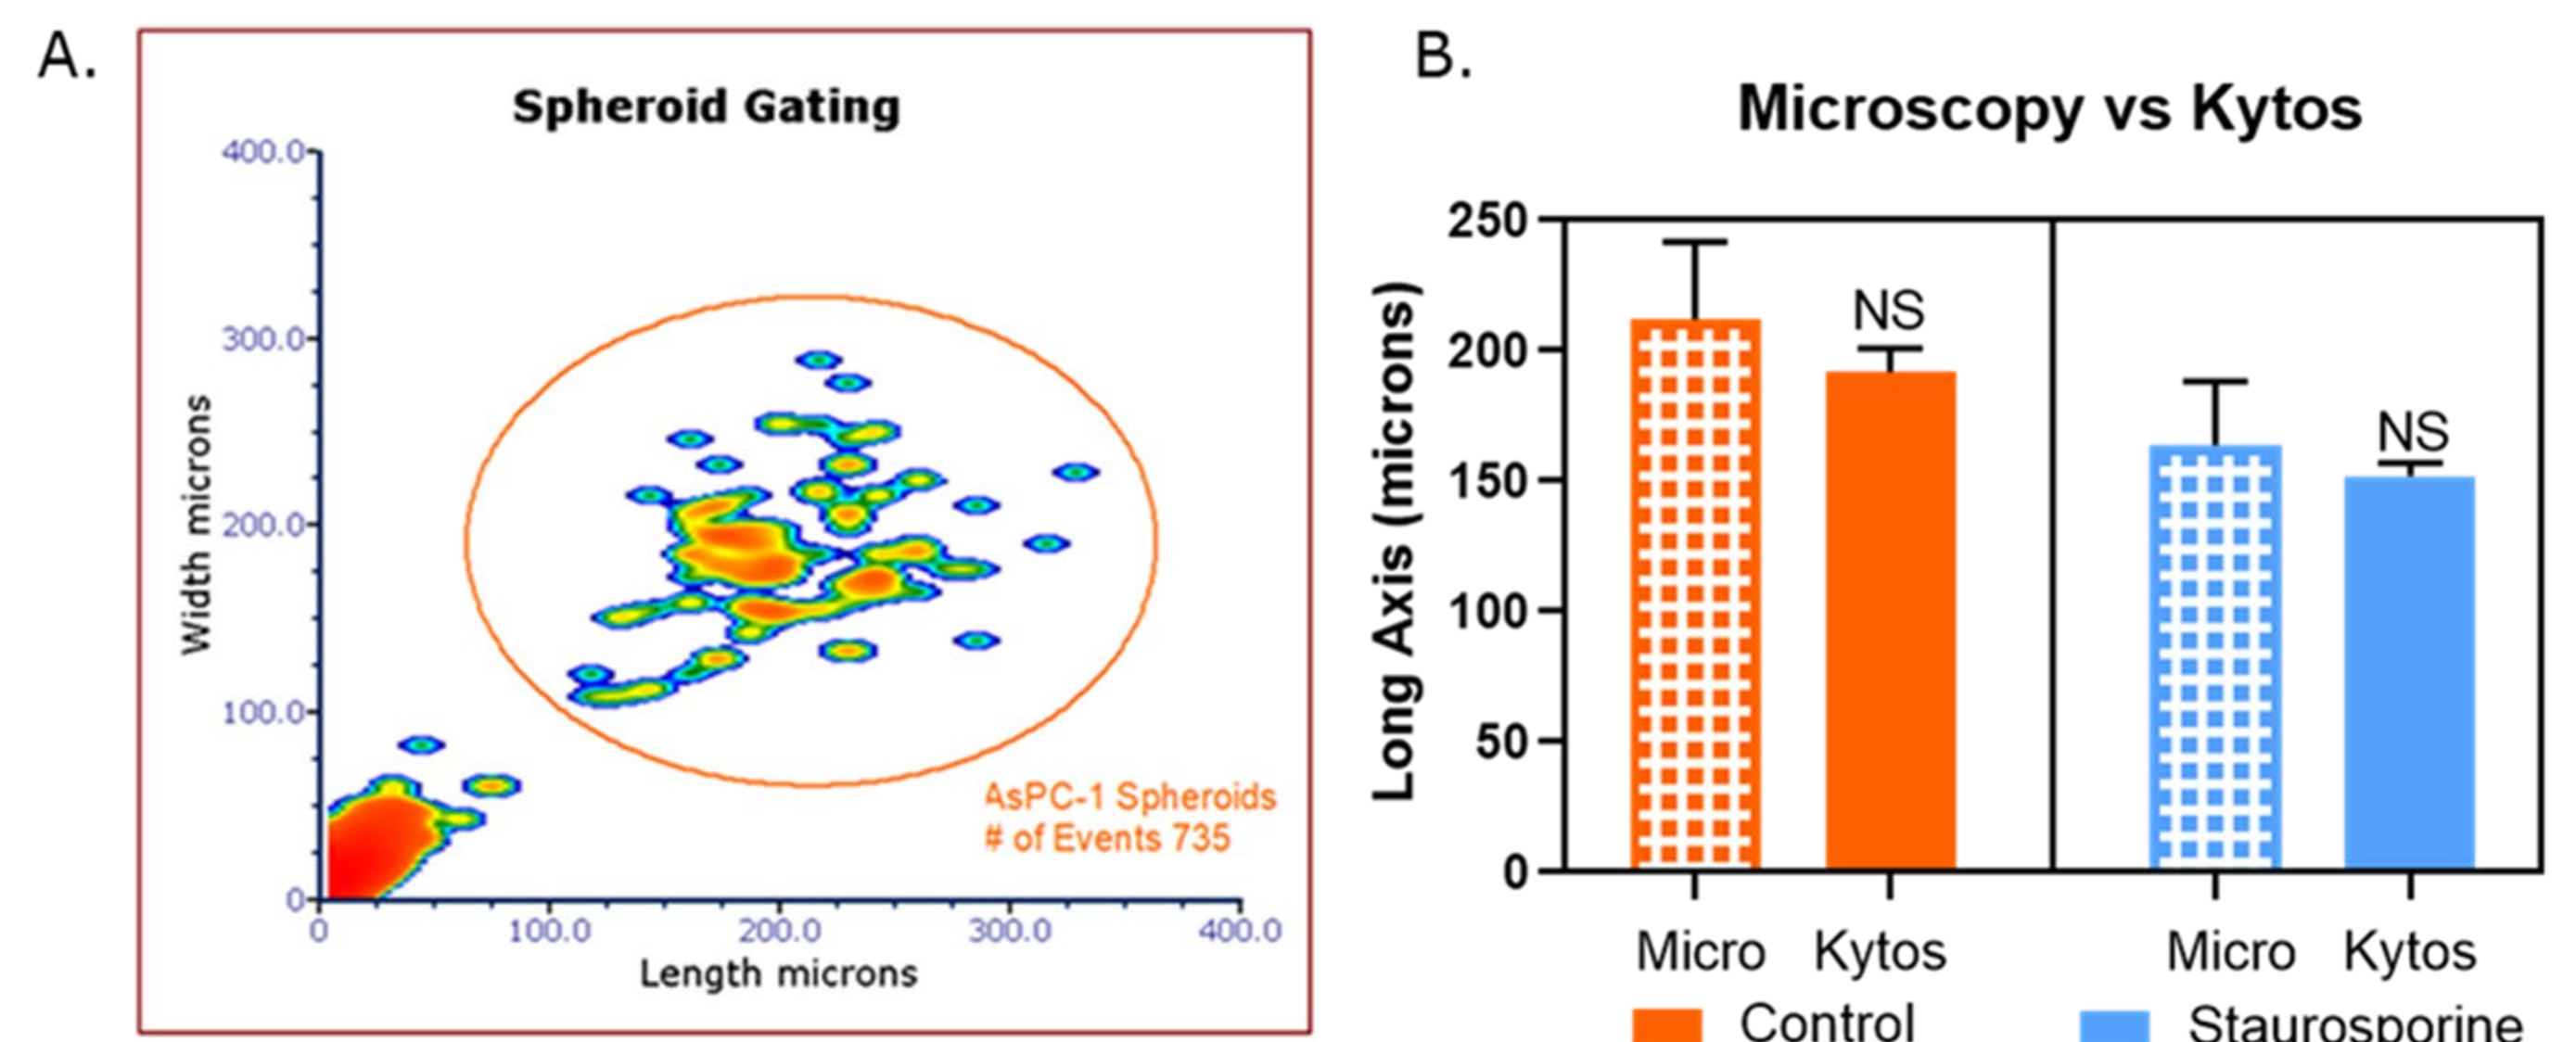 A.
Spheroid Gating
400.0
300.0
200.0
100.0
0
Width microns
0 100.0 200.0 300.0 400.0
Length microns
AsPC-1 Spheroids
# of Events 735
B.
Microscopy vs Kytos
250
200
150
100
50
0
Long Axis (microns)
NS
NS
Micro Kytos Micro Kytos
Control Staurosporine